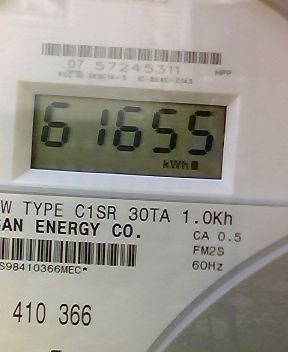 07 57245311
61655
kWh
W TYPE C1SR 30TA 1.0Kh
CAN ENERGY CO.
CA 0.5
FM2S
S98410366MEC*
60Hz
410 366